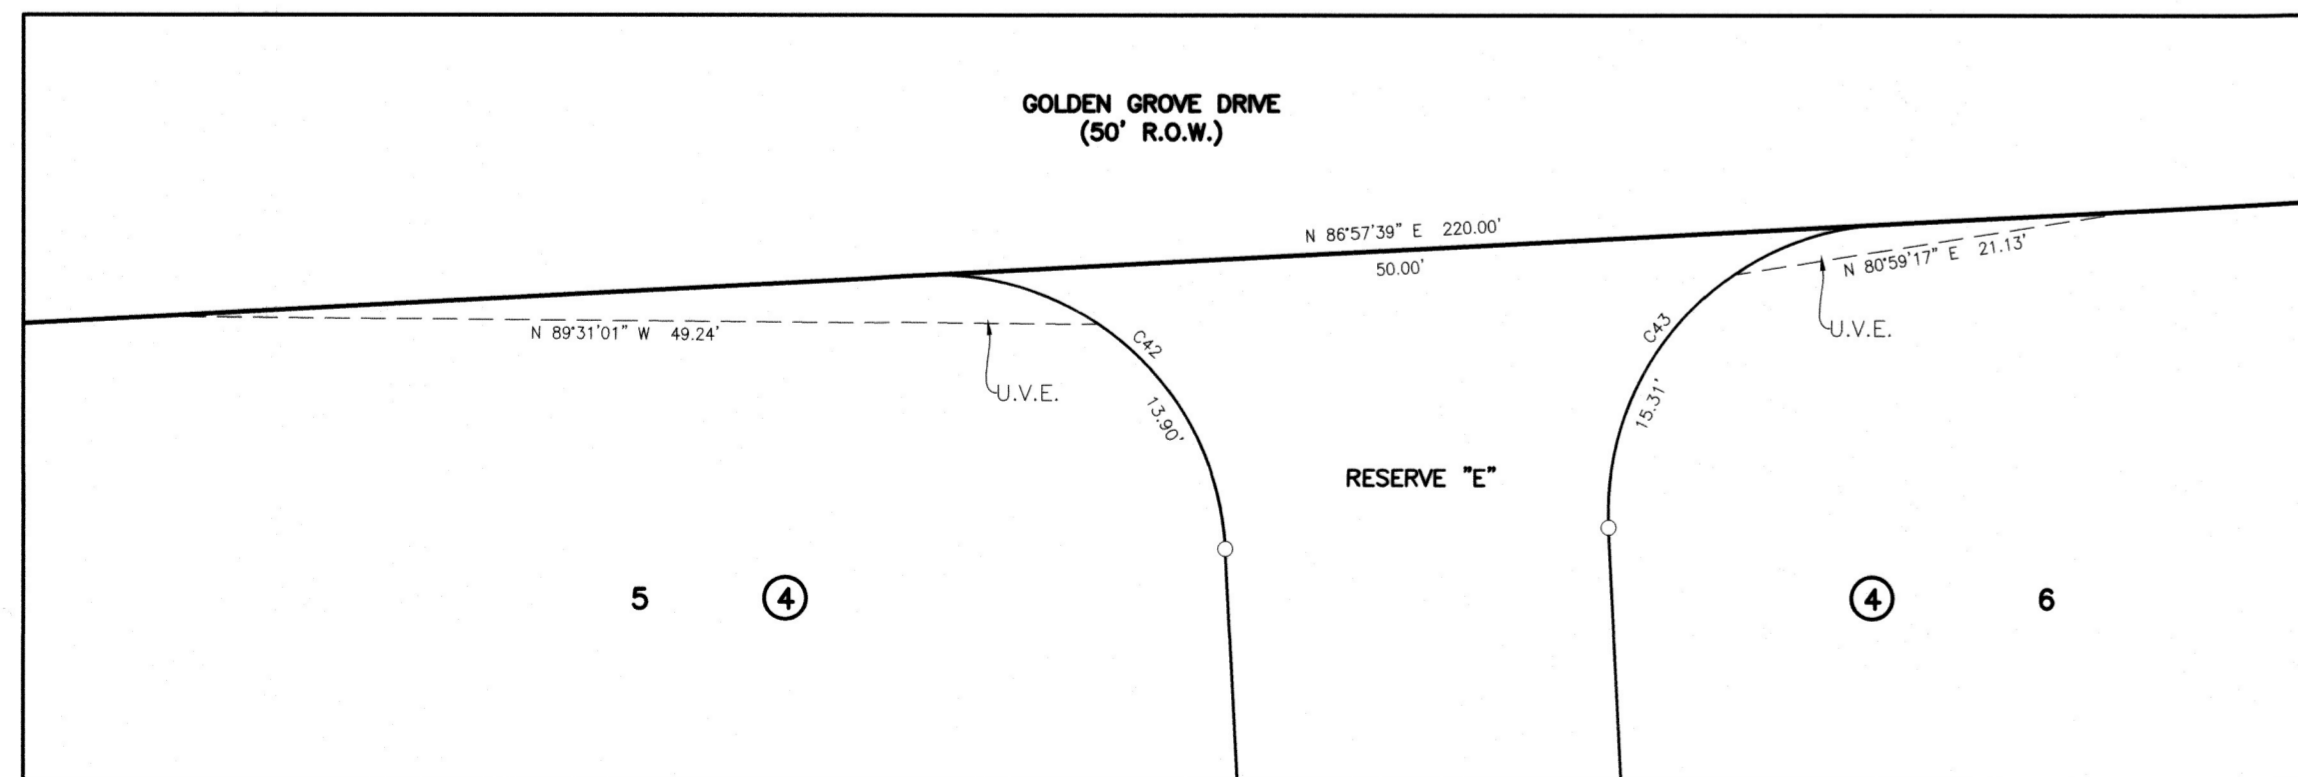 GOLDEN GROVE DRIVE
(50' R.O.W.)
N 86°57'39" E 220.00'
50.00'
N 80°59'17" E 21.13'
N 89°31'01" W 49.24'
U.V.E.
C42
C43
U.V.E.
13.90'
15.31'
RESERVE "E"
5 4
4 6